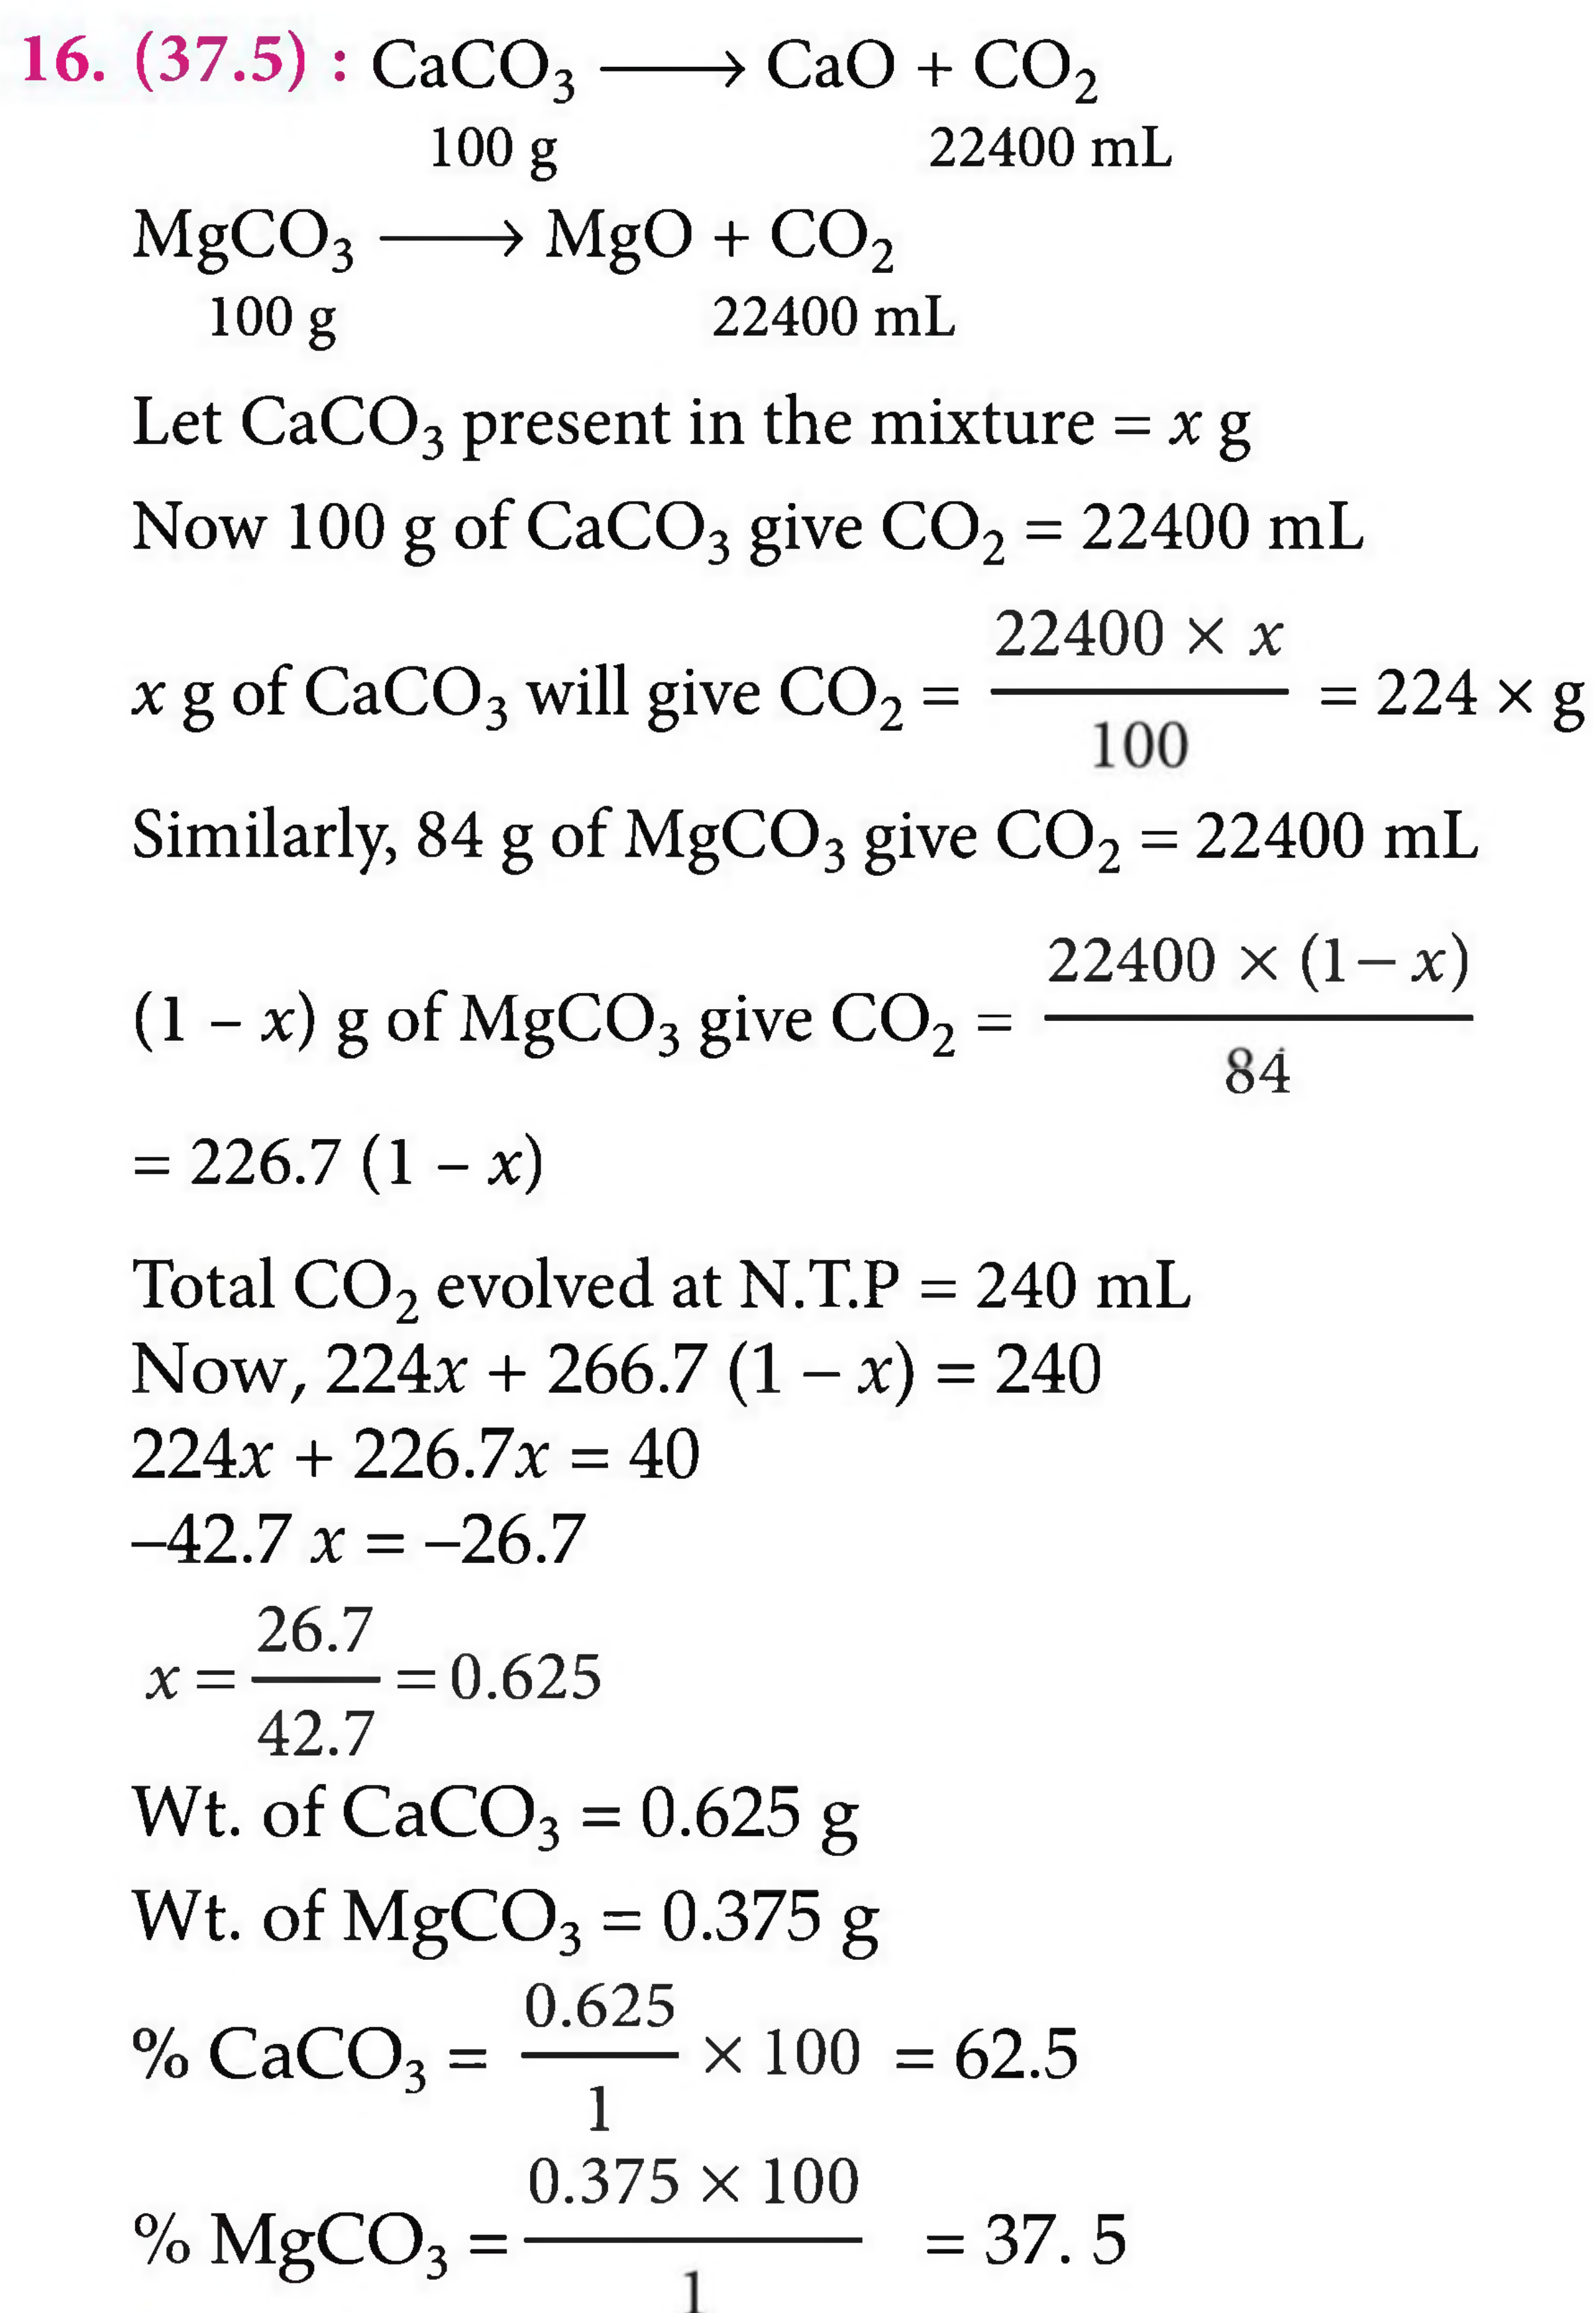 16. (37.5) : CaCO₃ ⟶ CaO + CO₂
100 g 22400 mL
MgCO₃ ⟶ MgO + CO₂
100 g 22400 mL
Let CaCO₃ present in the mixture = x g
Now 100 g of CaCO₃ give CO₂ = 22400 mL
x g of CaCO₃ will give CO₂ = \frac{22400 × x}{100} = 224 × g
Similarly, 84 g of MgCO₃ give CO₂ = 22400 mL
(1 – x) g of MgCO₃ give CO₂ = \frac{22400 × (1– x)}{84}
= 226.7 (1 – x)
Total CO₂ evolved at N.T.P = 240 mL
Now, 224x + 266.7 (1 – x) = 240
224x + 226.7x = 40
–42.7 x = –26.7
x = \frac{26.7}{42.7} = 0.625
Wt. of CaCO₃ = 0.625 g
Wt. of MgCO₃ = 0.375 g
% CaCO₃ = \frac{0.625}{1} × 100 = 62.5
% MgCO₃ = \frac{0.375 × 100}{1} = 37. 5